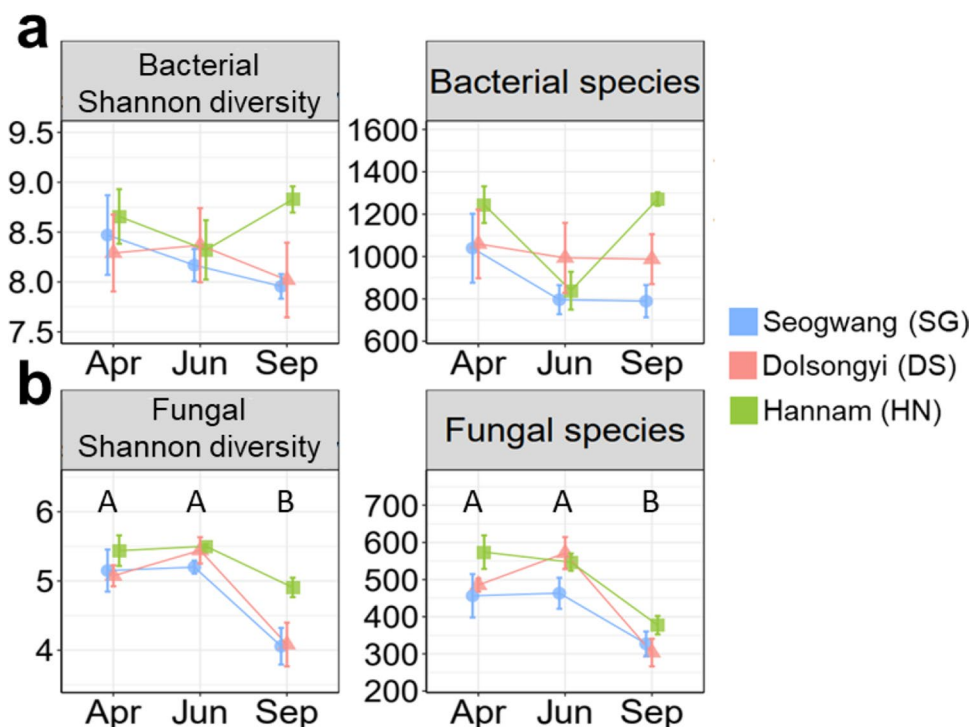 a
Bacterial
Shannon diversity
9.5
9.0
8.5
8.0
7.5
Apr Jun Sep
Bacterial species
1600
1400
1200
1000
800
600
Apr Jun Sep
Seogwang (SG)
Dolsongyi (DS)
Hannam (HN)
b
Fungal
Shannon diversity
A A B
6
5
4
Apr Jun Sep
Fungal species
A A B
700
600
500
400
300
200
Apr Jun Sep